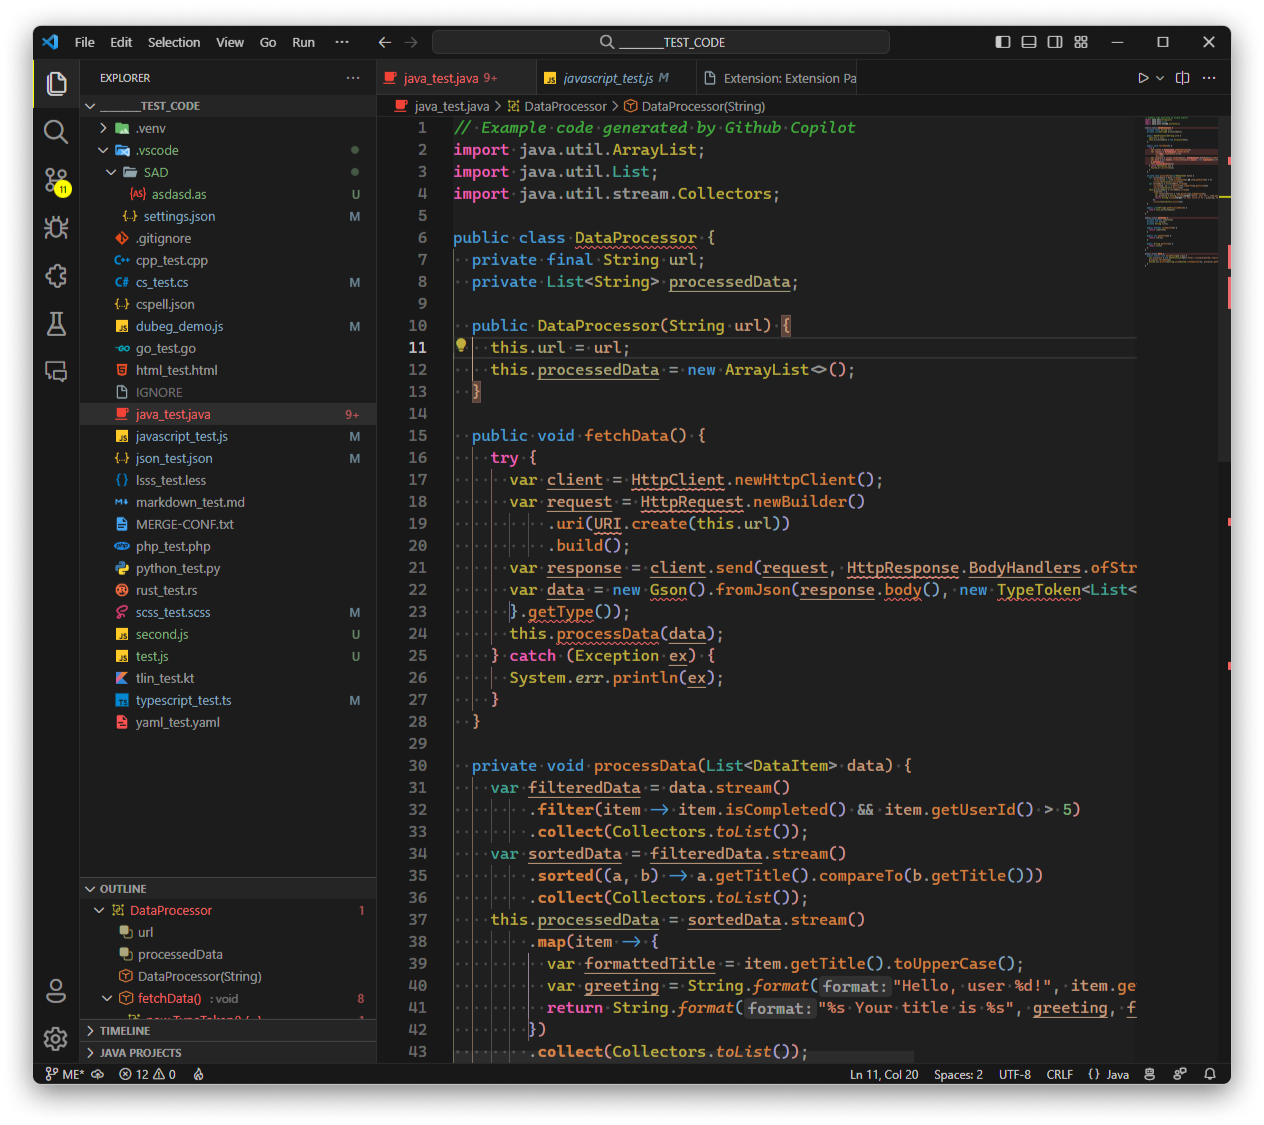 File Edit Selection View Go Run ··· ← → _______TEST_CODE
EXPLORER ···
_______TEST_CODE
.venv
.vscode
SAD
asdasd.as U
settings.json M
.gitignore
cpp_test.cpp
cs_test.cs M
cspell.json
dubeg_demo.js M
go_test.go
html_test.html
IGNORE
java_test.java 9+
javascript_test.js M
json_test.json M
lsss_test.less
markdown_test.md
MERGE-CONF.txt
php_test.php
python_test.py
rust_test.rs
scss_test.scss M
second.js U
test.js U
tlin_test.kt
typescript_test.ts M
yaml_test.yaml
OUTLINE
DataProcessor 1
url
processedData
DataProcessor(String)
fetchData() : void 8
new TypeToken() {...} 1
TIMELINE
JAVA PROJECTS
11
java_test.java 9+ javascript_test.js M Extension: Extension Pa
java_test.java > DataProcessor > DataProcessor(String)
1 // Example code generated by Github Copilot
2 import java.util.ArrayList;
3 import java.util.List;
4 import java.util.stream.Collectors;
5
6 public class DataProcessor {
7 private final String url;
8 private List<String> processedData;
9
10 public DataProcessor(String url) {
11 this.url = url;
12 this.processedData = new ArrayList<>();
13 }
14
15 public void fetchData() {
16 try {
17 var client = HttpClient.newHttpClient();
18 var request = HttpRequest.newBuilder()
19 .uri(URI.create(this.url))
20 .build();
21 var response = client.send(request, HttpResponse.BodyHandlers.ofStr
22 var data = new Gson().fromJson(response.body(), new TypeToken<List<
23 }.getType());
24 this.processData(data);
25 } catch (Exception ex) {
26 System.err.println(ex);
27 }
28 }
29
30 private void processData(List<DataItem> data) {
31 var filteredData = data.stream()
32 .filter(item -> item.isCompleted() && item.getUserId() > 5)
33 .collect(Collectors.toList());
34 var sortedData = filteredData.stream()
35 .sorted((a, b) -> a.getTitle().compareTo(b.getTitle()))
36 .collect(Collectors.toList());
37 this.processedData = sortedData.stream()
38 .map(item -> {
39 var formattedTitle = item.getTitle().toUpperCase();
40 var greeting = String.format(format:"Hello, user %d!", item.ge
41 return String.format(format:"%s Your title is %s", greeting, f
42 })
43 .collect(Collectors.toList());
ME* 12 0 Ln 11, Col 20 Spaces: 2 UTF-8 CRLF {} Java